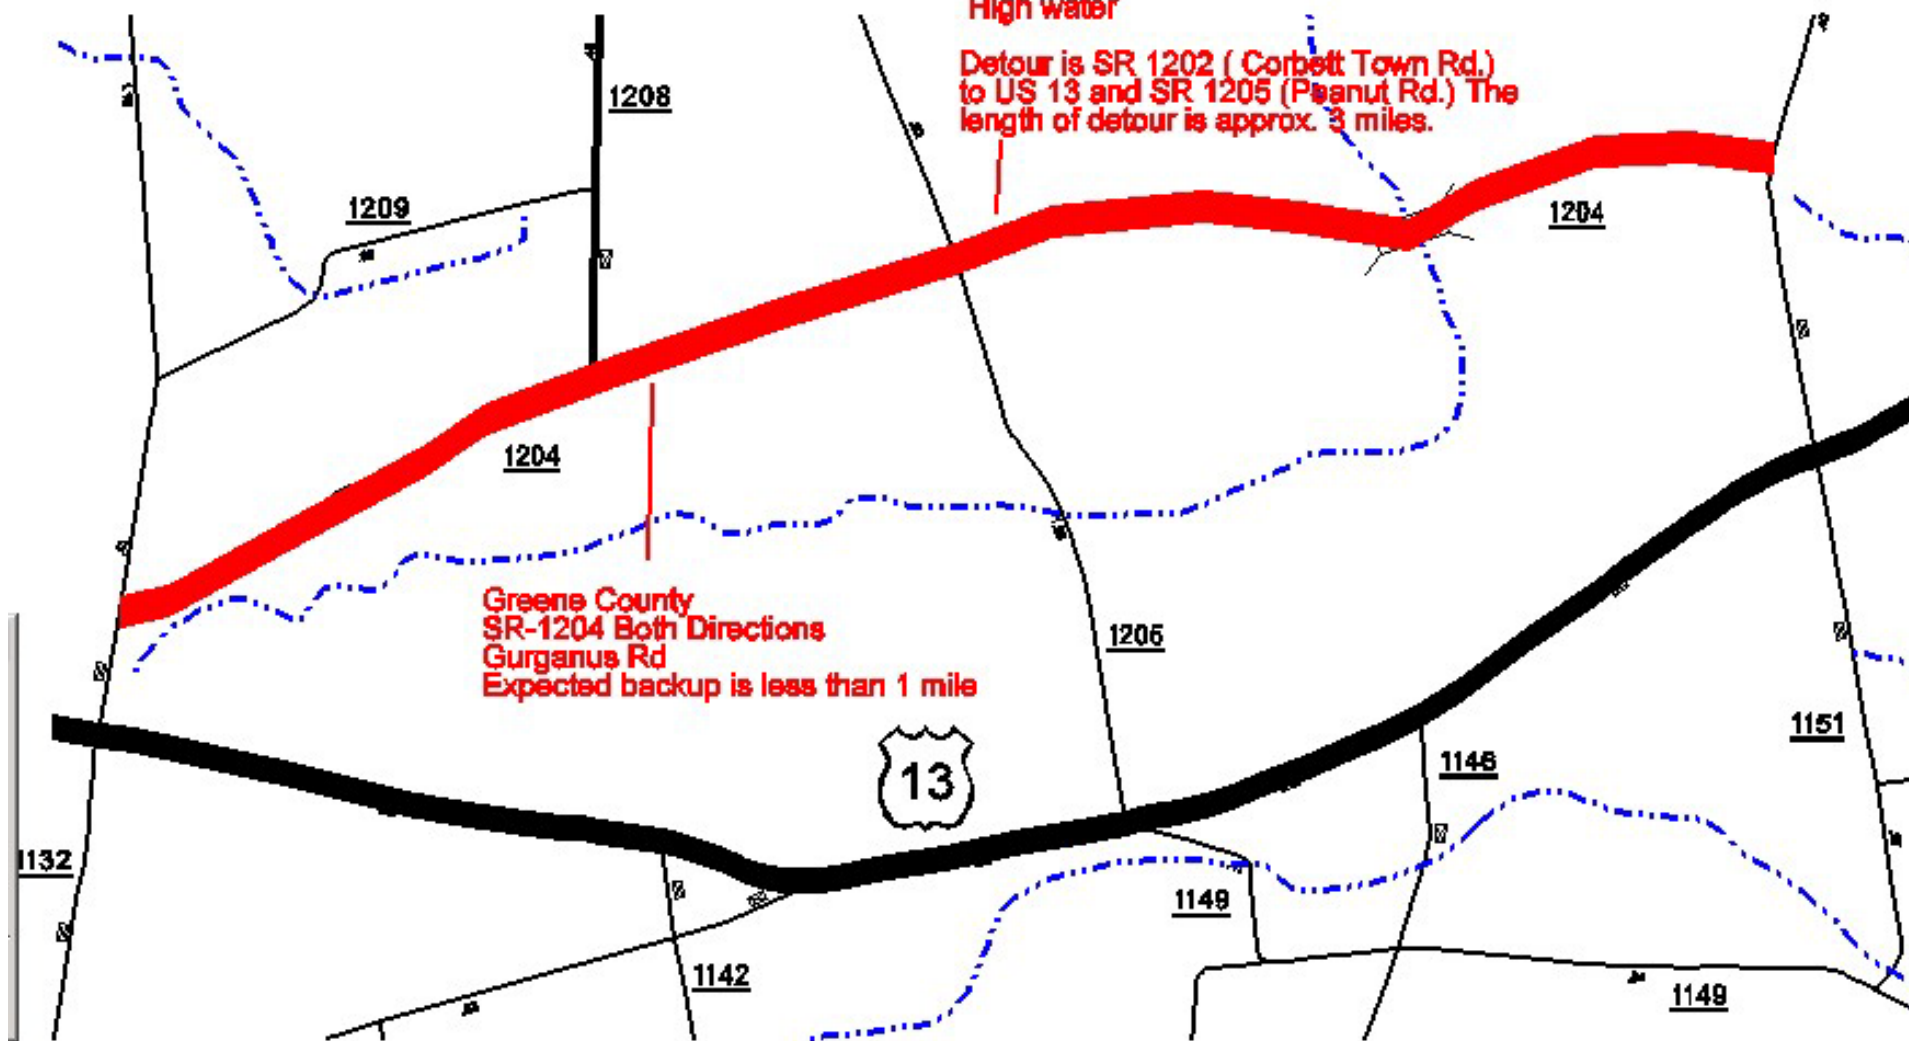 High water
Detour is SR 1202 ( Corbett Town Rd.)
to US 13 and SR 1205 (Peanut Rd.) The
length of detour is approx. 3 miles.
1208
1209
1204
1204
Greene County
SR-1204 Both Directions
Gurganus Rd
Expected backup is less than 1 mile
1205
13
1151
1146
1132
1149
1142
1149